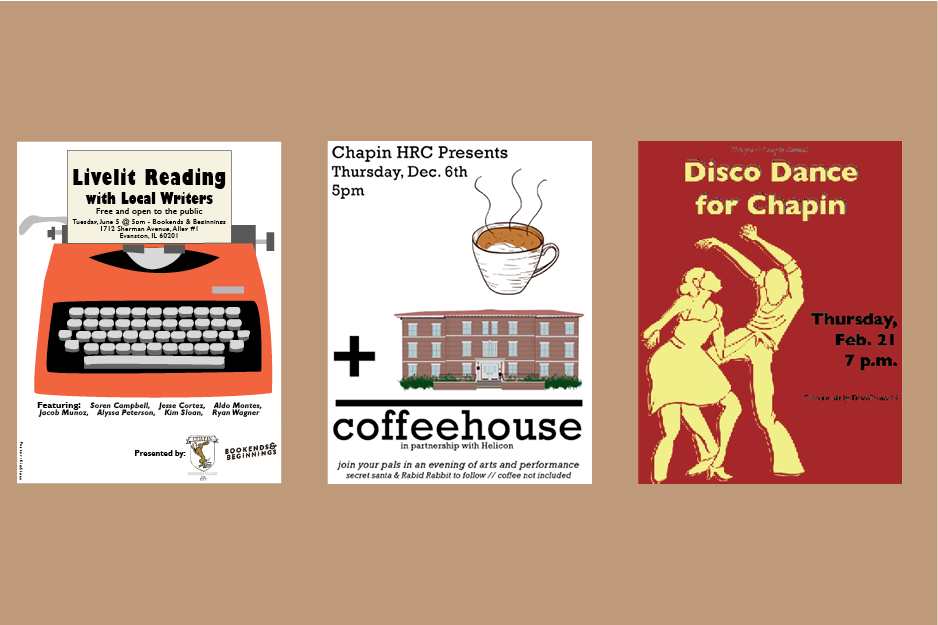 Livelit Reading
with Local Writers
Free and open to the public
Tuesday, June 5 @ 5pm - Bookends & Beginnings
1712 Sherman Avenue, Alley #1
Evanston, IL 60201
Featuring: Soren Campbell, Jesse Cortez, Aldo Montes,
Jacob Munoz, Alyssa Peterson, Kim Sloan, Ryan Wagner
Presented by:
CHAPIN
BOOKENDS&
BEGINNINGS
Chapin HRC Presents
Thursday, Dec. 6th
5pm
+
coffeehouse
in partnership with Helicon
join your pals in an evening of arts and performance
secret santa & Rabid Rabbit to follow // coffee not included
Disco Dance
for Chapin
Thursday,
Feb. 21
7 p.m.